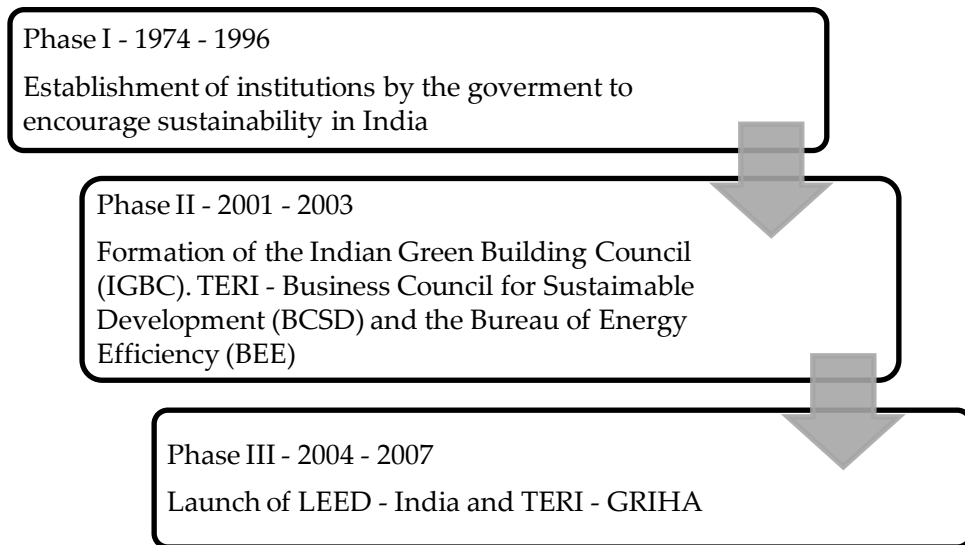 Phase I - 1974 - 1996
Establishment of institutions by the goverment to
encourage sustainability in India
Phase II - 2001 - 2003
Formation of the Indian Green Building Council
(IGBC). TERI - Business Council for Sustaimable
Development (BCSD) and the Bureau of Energy
Efficiency (BEE)
Phase III - 2004 - 2007
Launch of LEED - India and TERI - GRIHA